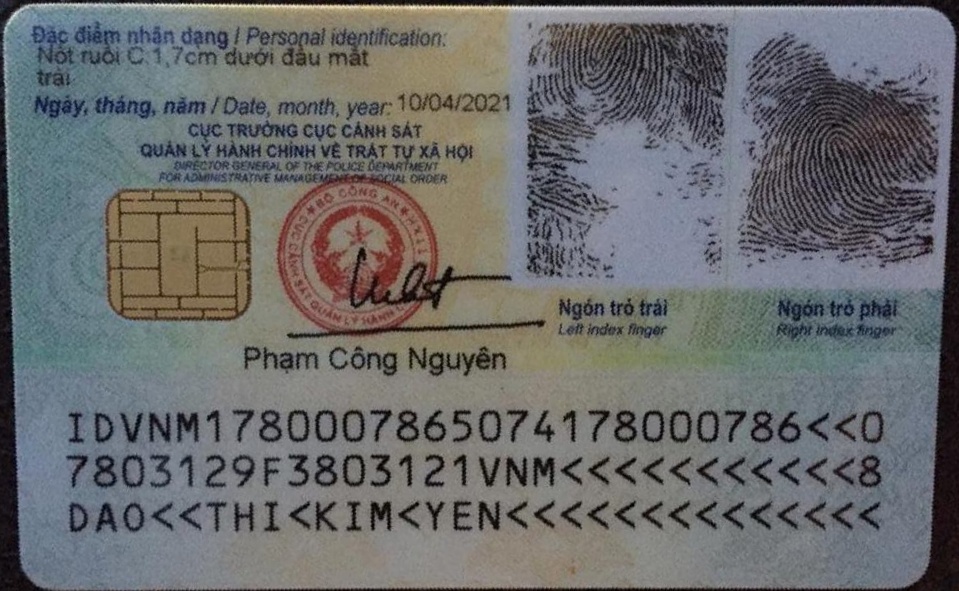 Đặc điểm nhân dạng / Personal identification:
Nốt ruồi C:1,7cm dưới đầu mắt
trái
Ngày, tháng, năm / Date, month, year: 10/04/2021
CỤC TRƯỞNG CỤC CẢNH SÁT
QUẢN LÝ HÀNH CHÍNH VỀ TRẬT TỰ XÃ HỘI
DIRECTOR GENERAL OF THE POLICE DEPARTMENT
FOR ADMINISTRATIVE MANAGEMENT OF SOCIAL ORDER
BỘ CÔNG AN
CỤC CẢNH SÁT QUẢN LÝ HÀNH
Ngón trỏ trái
Left index finger
Ngón trỏ phải
Right index finger
Phạm Công Nguyên
IDVNM1780007865074178000786<<0
7803129F3803121VNM<<<<<<<<<<<8
DAO<<THI<KIM<YEN<<<<<<<<<<<<<<